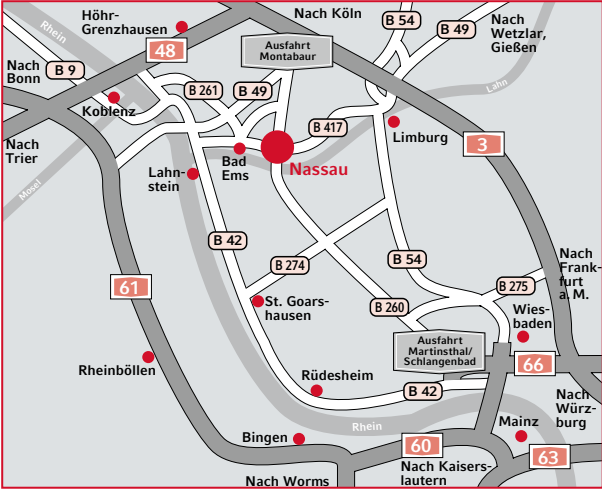 Nach Köln
Höhr-
Grenzhausen
48
Rhein
Nach
Bonn
B 9
B 54
B 49
Nach
Wetzlar,
Gießen
Ausfahrt
Montabaur
B 261
B 49
Koblenz
Lahn
B 417
Limburg
Nach
Trier
Mosel
Bad
Ems
Nassau
3
Lahn-
stein
B 42
B 274
B 54
Nach
Frank-
furt
a. M.
61
B 275
St. Goars-
hausen
B 260
Wies-
baden
Ausfahrt
Martinsthal/
Schlangenbad
Rheinböllen
66
Rüdesheim
B 42
Nach
Würz-
burg
Rhein
Mainz
Bingen
60
63
Nach Kaisers-
lautern
Nach Worms